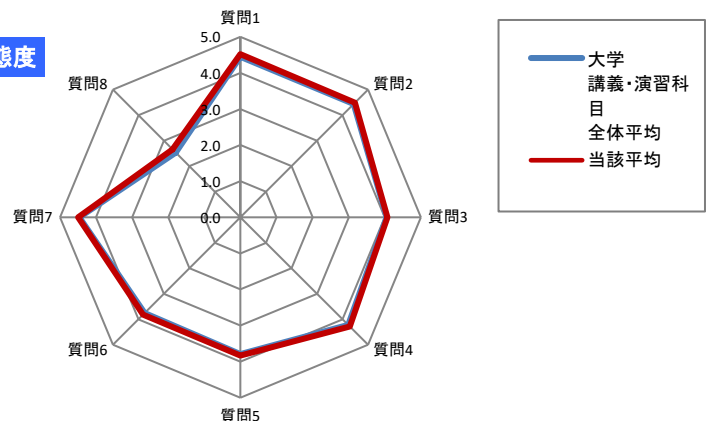 態度
質問1
質問2
質問3
質問4
質問5
質問6
質問7
質問8
5.0
4.0
3.0
2.0
1.0
0.0
大学
講義・演習科
目
全体平均
当該平均